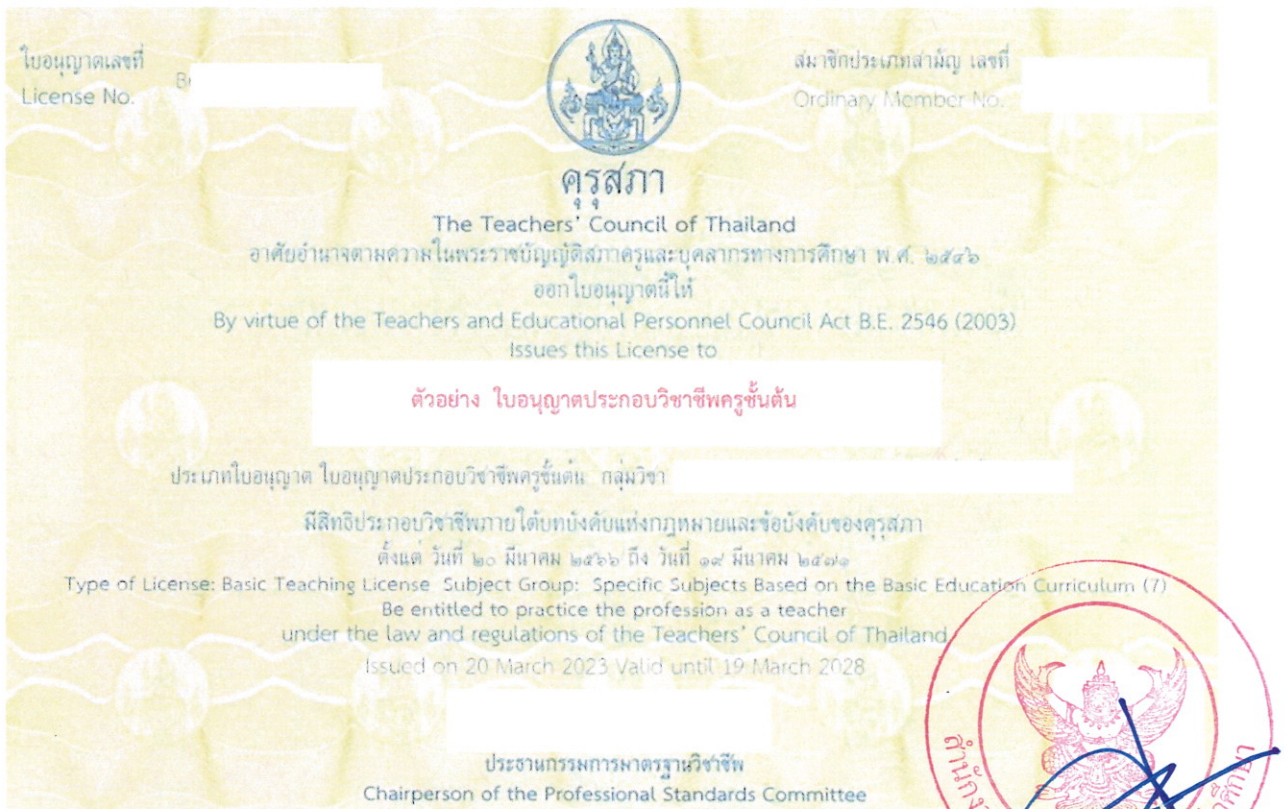 ใบอนุญาตเลขที่
License No.
สมาชิกประเภทสามัญ เลขที่
Ordinary Member No.
คุรุสภา
The Teachers' Council of Thailand
อาศัยอำนาจตามความในพระราชบัญญัติสภาครูและบุคลากรทางการศึกษา พ.ศ. ๒๕๔๖
ออกใบอนุญาตนี้ให้
By virtue of the Teachers and Educational Personnel Council Act B.E. 2546 (2003)
Issues this License to
ตัวอย่าง ใบอนุญาตประกอบวิชาชีพครูชั้นต้น
ประเภทใบอนุญาต ใบอนุญาตประกอบวิชาชีพครูชั้นต้น กลุ่มวิชา
มีสิทธิประกอบวิชาชีพภายใต้บทบังคับแห่งกฎหมายและข้อบังคับของคุรุสภา
ตั้งแต่ วันที่ ๒๐ มีนาคม ๒๕๖๖ ถึง วันที่ ๑๙ มีนาคม ๒๕๗๑
Type of License: Basic Teaching License Subject Group: Specific Subjects Based on the Basic Education Curriculum (7)
Be entitled to practice the profession as a teacher
under the law and regulations of the Teachers' Council of Thailand
Issued on 20 March 2023 Valid until 19 March 2028
ประธานกรรมการมาตรฐานวิชาชีพ
Chairperson of the Professional Standards Committee